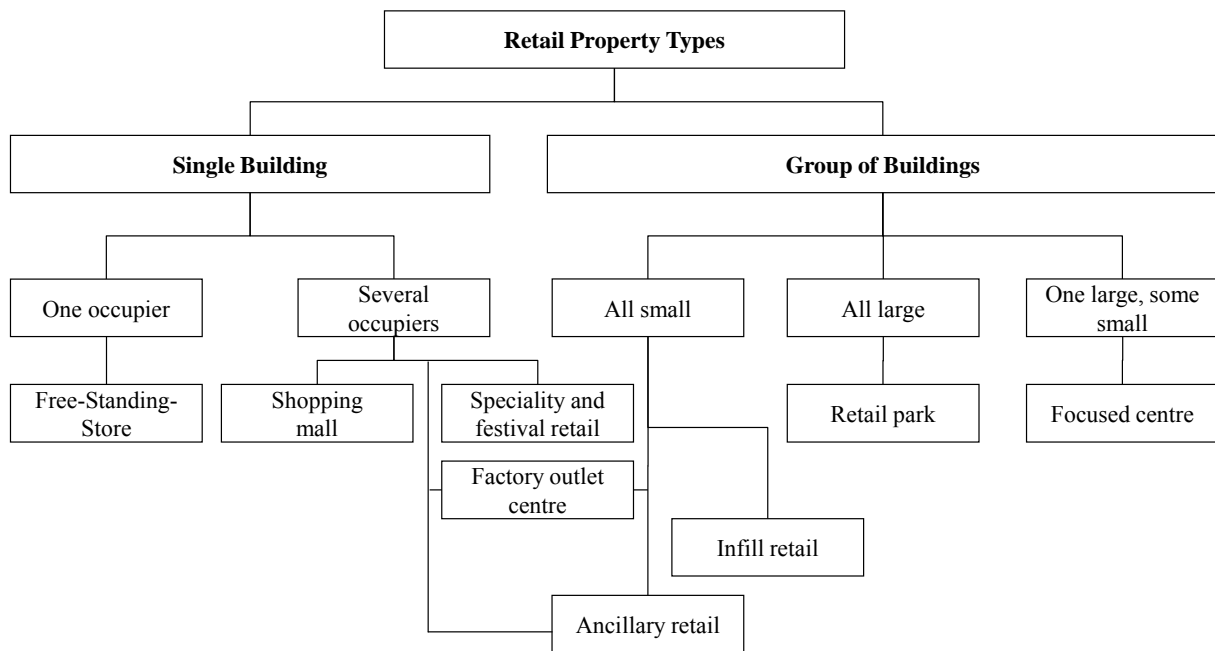 Retail Property Types
Single Building
Group of Buildings
One occupier
Several
occupiers
All small
All large
One large, some
small
Free-Standing-
Store
Shopping
mall
Speciality and
festival retail
Retail park
Focused centre
Factory outlet
centre
Infill retail
Ancillary retail